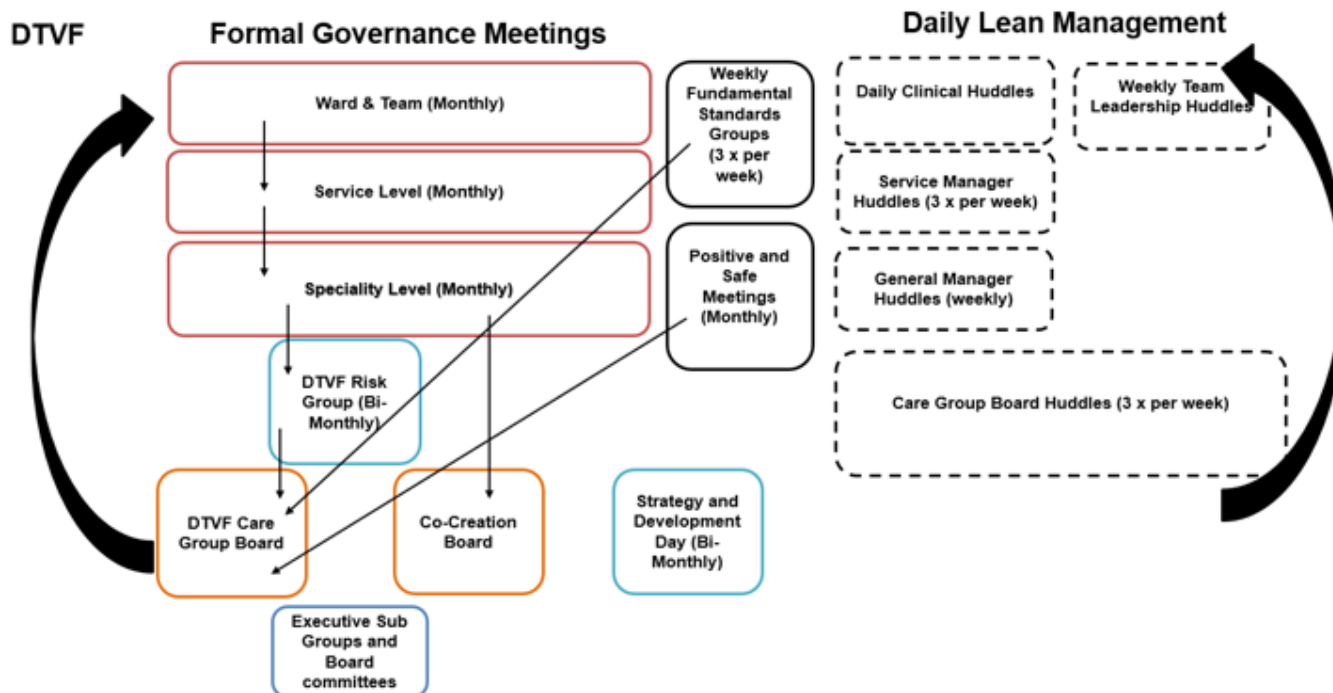 DTVF
Formal Governance Meetings
Daily Lean Management
Ward & Team (Monthly)
Service Level (Monthly)
Speciality Level (Monthly)
Weekly
Fundamental
Standards
Groups
(3 x per
week)
Positive and
Safe
Meetings
(Monthly)
Daily Clinical Huddles
Weekly Team
Leadership Huddles
Service Manager
Huddles (3 x per week)
General Manager
Huddles (weekly)
Care Group Board Huddles (3 x per week)
DTVF Risk
Group (Bi-
Monthly)
DTVF Care
Group Board
Co-Creation
Board
Strategy and
Development
Day (Bi-
Monthly)
Executive Sub
Groups and
Board
committees